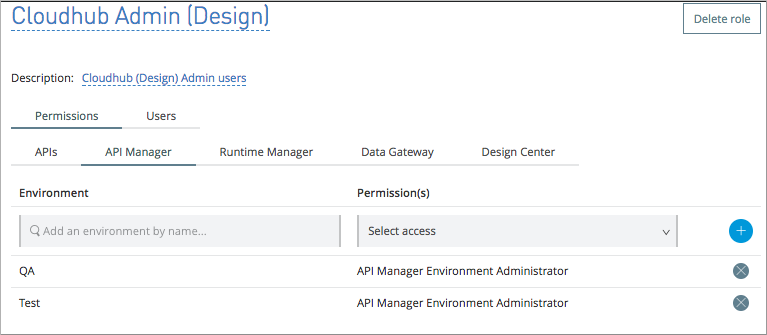 Cloudhub Admin (Design)
Delete role
Description: Cloudhub (Design) Admin users
Permissions Users
APIs API Manager Runtime Manager Data Gateway Design Center
Environment Permission(s)
Add an environment by name... Select access
QA API Manager Environment Administrator
Test API Manager Environment Administrator